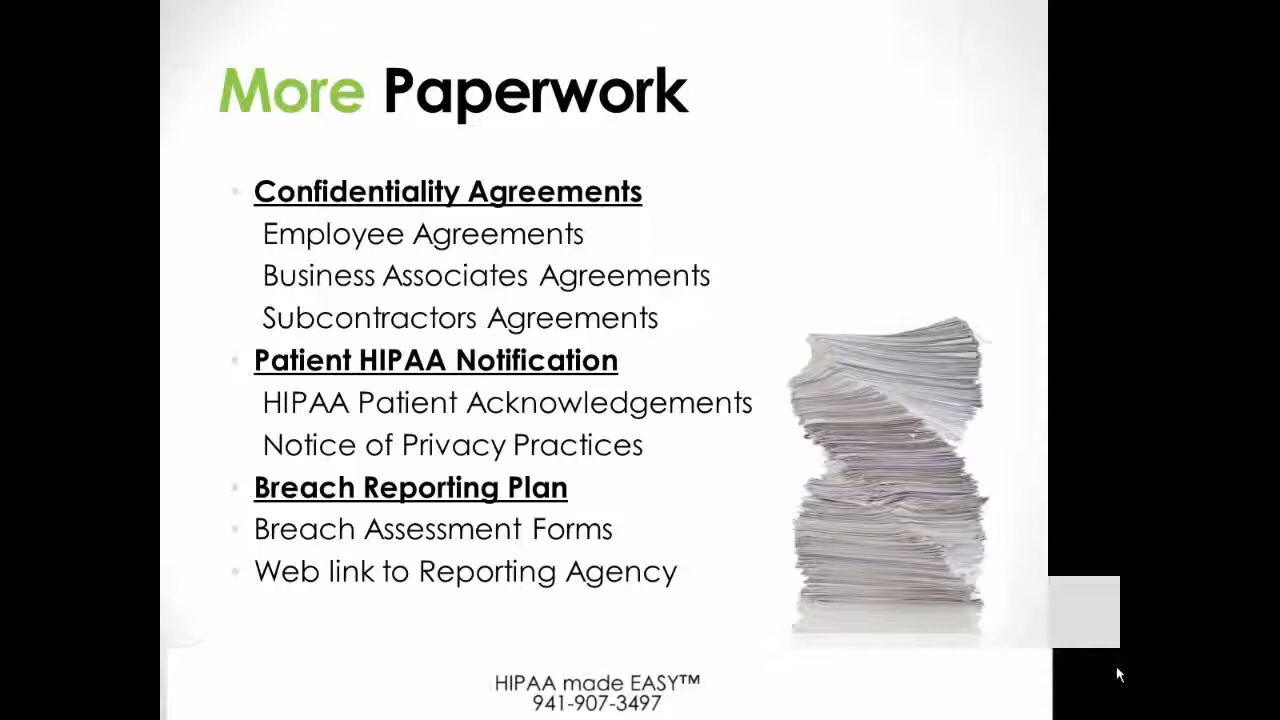 More Paperwork
Confidentiality Agreements
Employee Agreements
Business Associates Agreements
Subcontractors Agreements
Patient HIPAA Notification
HIPAA Patient Acknowledgements
Notice of Privacy Practices
Breach Reporting Plan
Breach Assessment Forms
Web link to Reporting Agency
HIPAA made EASY™
941-907-3497